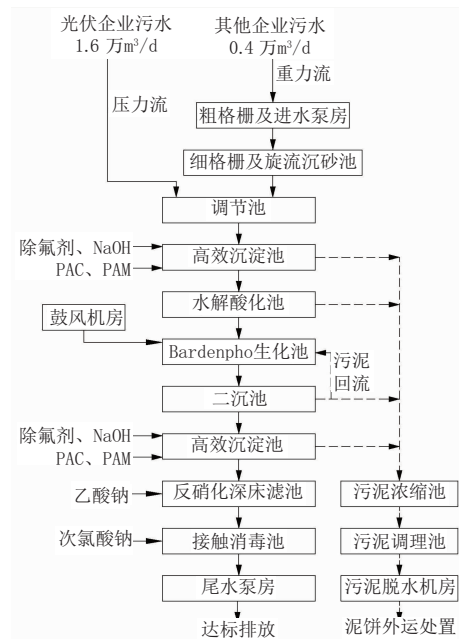 光伏企业污水
1.6 万m³/d
其他企业污水
0.4 万m³/d
重力流
压力流
粗格栅及进水泵房
细格栅及旋流沉砂池
调节池
除氟剂、NaOH
PAC、PAM
高效沉淀池
水解酸化池
鼓风机房
Bardenpho生化池
污泥
回流
二沉池
除氟剂、NaOH
PAC、PAM
高效沉淀池
乙酸钠
反硝化深床滤池
污泥浓缩池
次氯酸钠
接触消毒池
污泥调理池
尾水泵房
污泥脱水机房
达标排放
泥饼外运处置